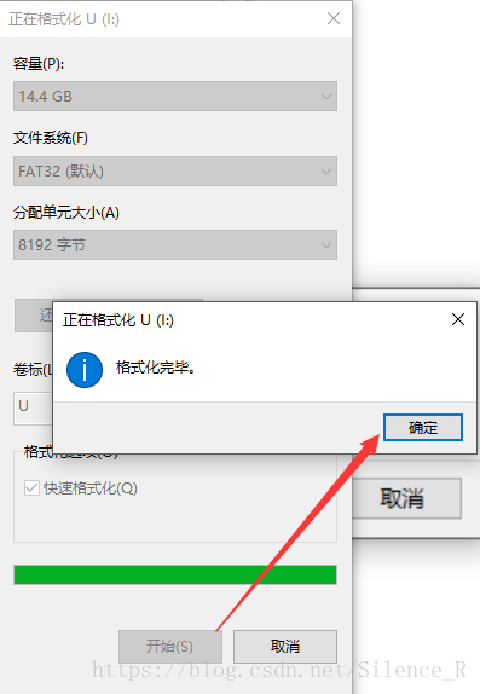 正在格式化 U (I:)
容量(P):
14.4 GB
文件系统(F)
FAT32 (默认)
分配单元大小(A)
8192 字节
还
正在格式化 U (I:)
格式化完毕。
确定
卷标(L
U
格式化选项(O)
快速格式化(Q)
取消
开始(S)
取消
https://blog.csdn.net/Silence_R